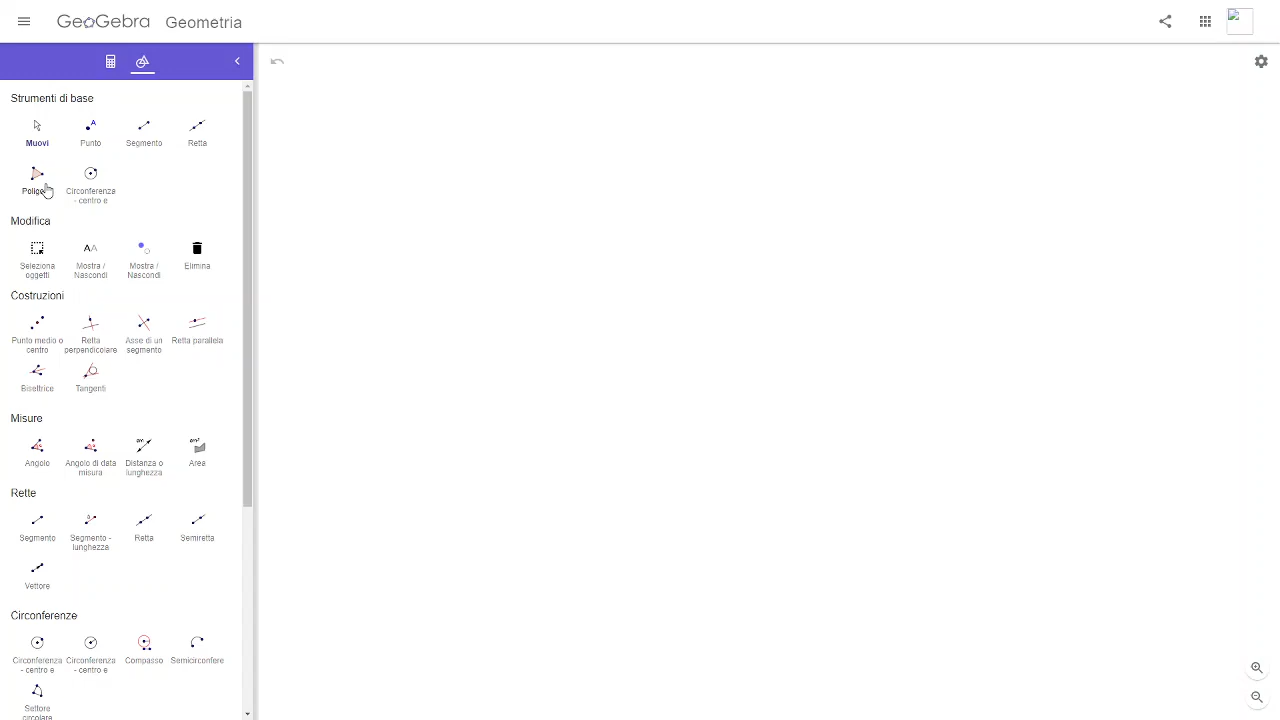 GeoGebra Geometria
Strumenti di base
Muovi Punto Segmento Retta
Circonferenza
- centro e
Modifica
Seleziona Mostra / Mostra / Elimina
oggetti Nascondi Nascondi
Costruzioni
Punto medio o Retta Asse di un Retta parallela
centro perpendicolare segmento
Bisettrice Tangenti
Misure
Angolo Angolo di data Distanza o Area
misura lunghezza
Rette
Segmento Segmento - Retta Semiretta
lunghezza
Vettore
Circonferenze
Circonferenza Circonferenza Compasso Semicirconfere
- centro e - centro e
Settore
circolare